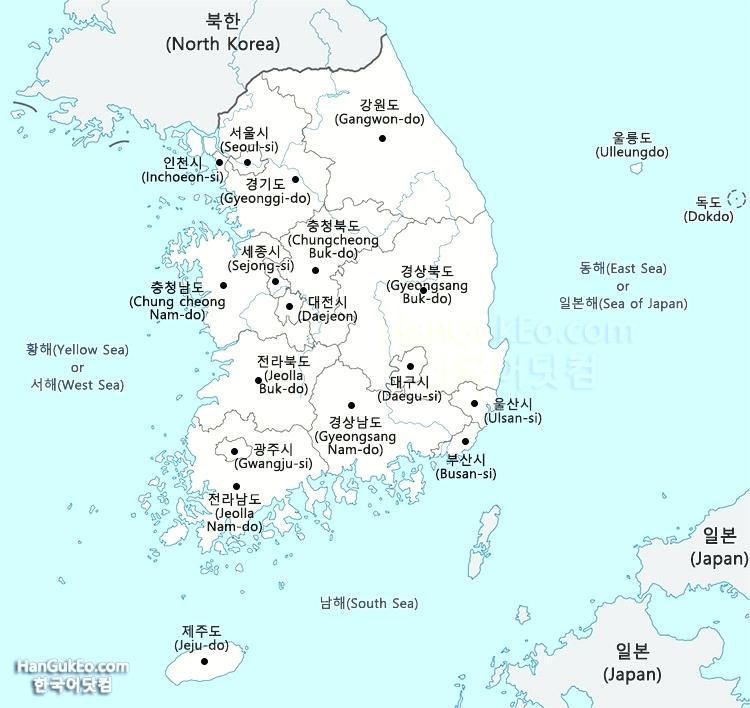 북한
(North Korea)
강원도
(Gangwon-do)
서울시
(Seoul-si)
인천시
(Inchoeon-si)
경기도
(Gyeonggi-do)
울릉도
(Ulleungdo)
독도
(Dokdo)
충청북도
(Chungcheong
Buk-do)
세종시
(Sejong-si)
충청남도
(Chung cheong
Nam-do)
대전시
(Daejeon)
경상북도
(Gyeongsang
Buk-do)
동해(East Sea)
or
일본해(Sea of Japan)
HanGukEo.com
한국어닷컴
황해(Yellow Sea)
or
서해(West Sea)
전라북도
(Jeolla
Buk-do)
대구시
(Daegu-si)
경상남도
(Gyeongsang
Nam-do)
울산시
(Ulsan-si)
부산시
(Busan-si)
광주시
(Gwangju-si)
전라남도
(Jeolla
Nam-do)
일본
(Japan)
남해(South Sea)
제주도
(Jeju-do)
일본
(Japan)
HanGukEo.com
한국어닷컴